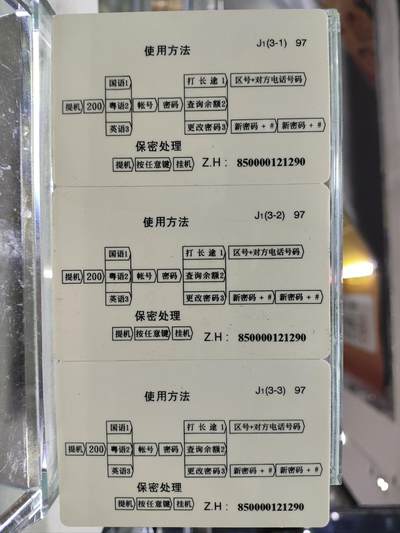 使用方法 J1(3-1) 97
国语1 打长途1 区号+对方电话号码
提机 200 粤语2 帐号 密码 查询余额2
英语3 更改密码3 新密码+# 新密码+#
保密处理
提机 按任意键 挂机 Z.H: 850000121290
使用方法 J1(3-2) 97
国语1 打长途1 区号+对方电话号码
提机 200 粤语2 帐号 密码 查询余额2
英语3 更改密码3 新密码+# 新密码+#
保密处理
提机 按任意键 挂机 Z.H: 850000121290
使用方法 J1(3-3) 97
国语1 打长途1 区号+对方电话号码
提机 200 粤语2 帐号 密码 查询余额2
英语3 更改密码3 新密码+# 新密码+#
保密处理
提机 按任意键 挂机 Z.H: 850000121290